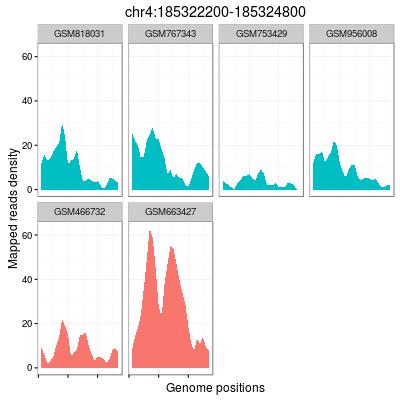 chr4:185322200-185324800
GSM818031 GSM767343 GSM753429 GSM956008
60
40
20
0
Mapped reads density
GSM466732 GSM663427
60
40
20
0
Genome positions